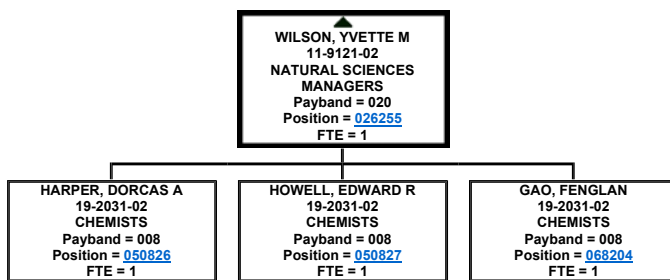 WILSON, YVETTE M
11-9121-02
NATURAL SCIENCES
MANAGERS
Payband = 020
Position = 026255
FTE = 1
HARPER, DORCAS A
19-2031-02
CHEMISTS
Payband = 008
Position = 050826
FTE = 1
HOWELL, EDWARD R
19-2031-02
CHEMISTS
Payband = 008
Position = 050827
FTE = 1
GAO, FENGLAN
19-2031-02
CHEMISTS
Payband = 008
Position = 068204
FTE = 1